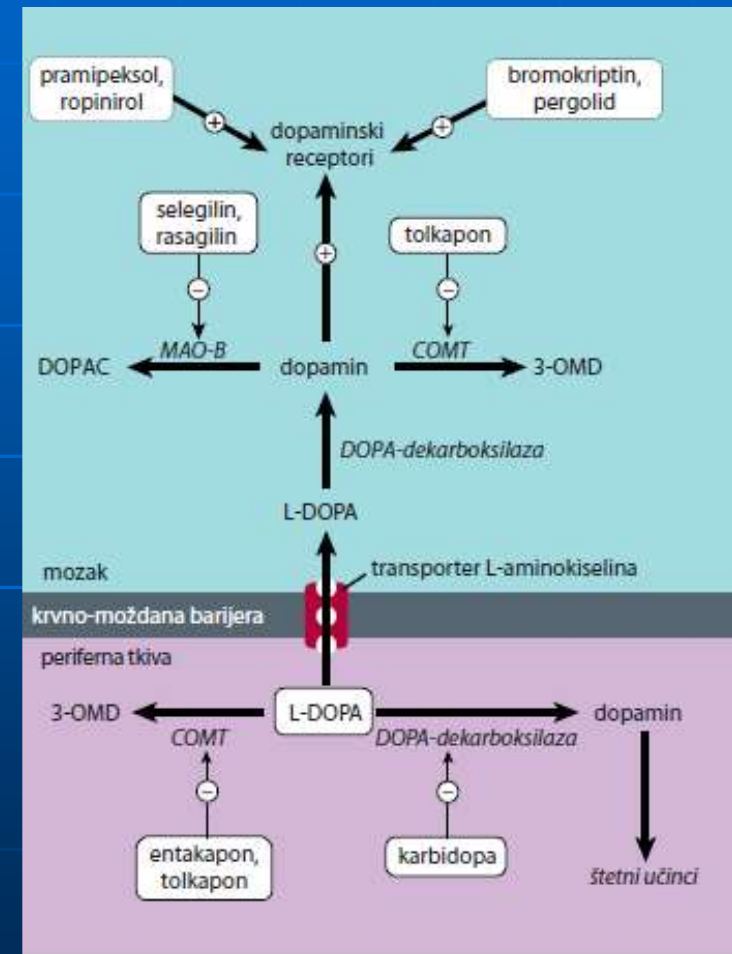 pramipeksol,
ropinirol
bromokriptin,
pergolid
dopaminski
receptori
selegilin,
rasagilin
tolkapon
DOPAC
MAO-B
dopamin
COMT
3-OMD
DOPA-dekarboksilaza
L-DOPA
transporter L-aminokiselina
mozak
krvno-moždana barijera
periferna tkiva
3-OMD
L-DOPA
dopamin
COMT
DOPA-dekarboksilaza
entakapon,
tolkapon
karbidopa
štetni učinci